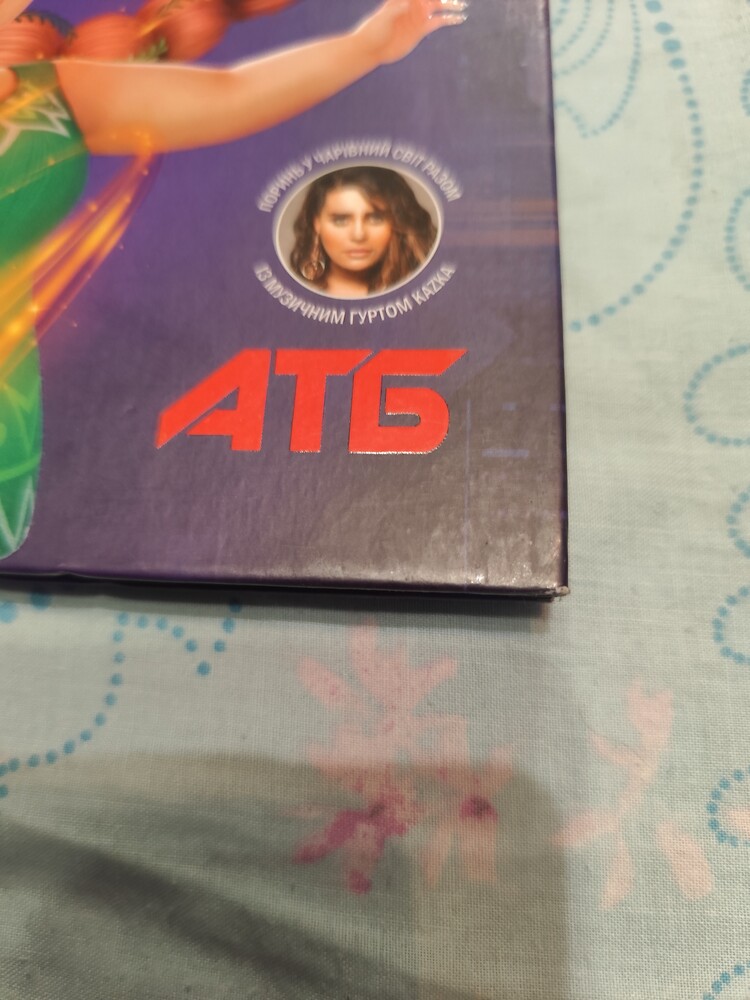 ПОРИНЬ У ЧАРІВНИЙ СВІТ РАЗОМ
ІЗ МУЗИЧНИМ ГУРТОМ KAZKA
АТБ